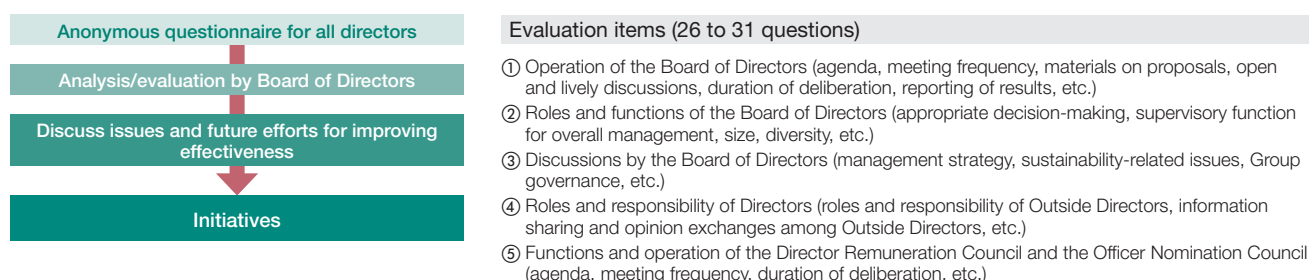 Anonymous questionnaire for all directors
Analysis/evaluation by Board of Directors
Discuss issues and future efforts for improving
effectiveness
Initiatives
Evaluation items (26 to 31 questions)
① Operation of the Board of Directors (agenda, meeting frequency, materials on proposals, open
and lively discussions, duration of deliberation, reporting of results, etc.)
② Roles and functions of the Board of Directors (appropriate decision-making, supervisory function
for overall management, size, diversity, etc.)
③ Discussions by the Board of Directors (management strategy, sustainability-related issues, Group
governance, etc.)
④ Roles and responsibility of Directors (roles and responsibility of Outside Directors, information
sharing and opinion exchanges among Outside Directors, etc.)
⑤ Functions and operation of the Director Remuneration Council and the Officer Nomination Council
(agenda, meeting frequency, duration of deliberation, etc.)